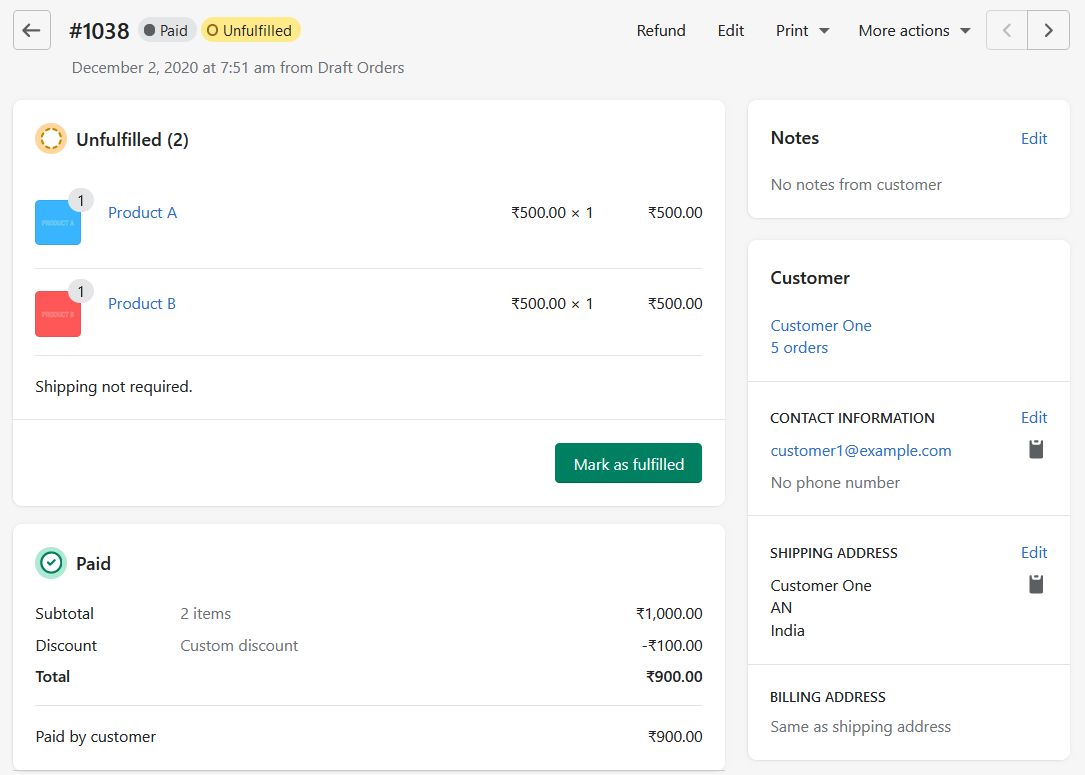 #1038 Paid Unfulfilled Refund Edit Print More actions
December 2, 2020 at 7:51 am from Draft Orders
Unfulfilled (2)
1
PRODUCT A
Product A ₹500.00 × 1 ₹500.00
1
PRODUCT B
Product B ₹500.00 × 1 ₹500.00
Shipping not required.
Mark as fulfilled
Paid
Subtotal 2 items ₹1,000.00
Discount Custom discount -₹100.00
Total ₹900.00
Paid by customer ₹900.00
Notes Edit
No notes from customer
Customer
Customer One
5 orders
CONTACT INFORMATION Edit
customer1@example.com
No phone number
SHIPPING ADDRESS Edit
Customer One
AN
India
BILLING ADDRESS
Same as shipping address